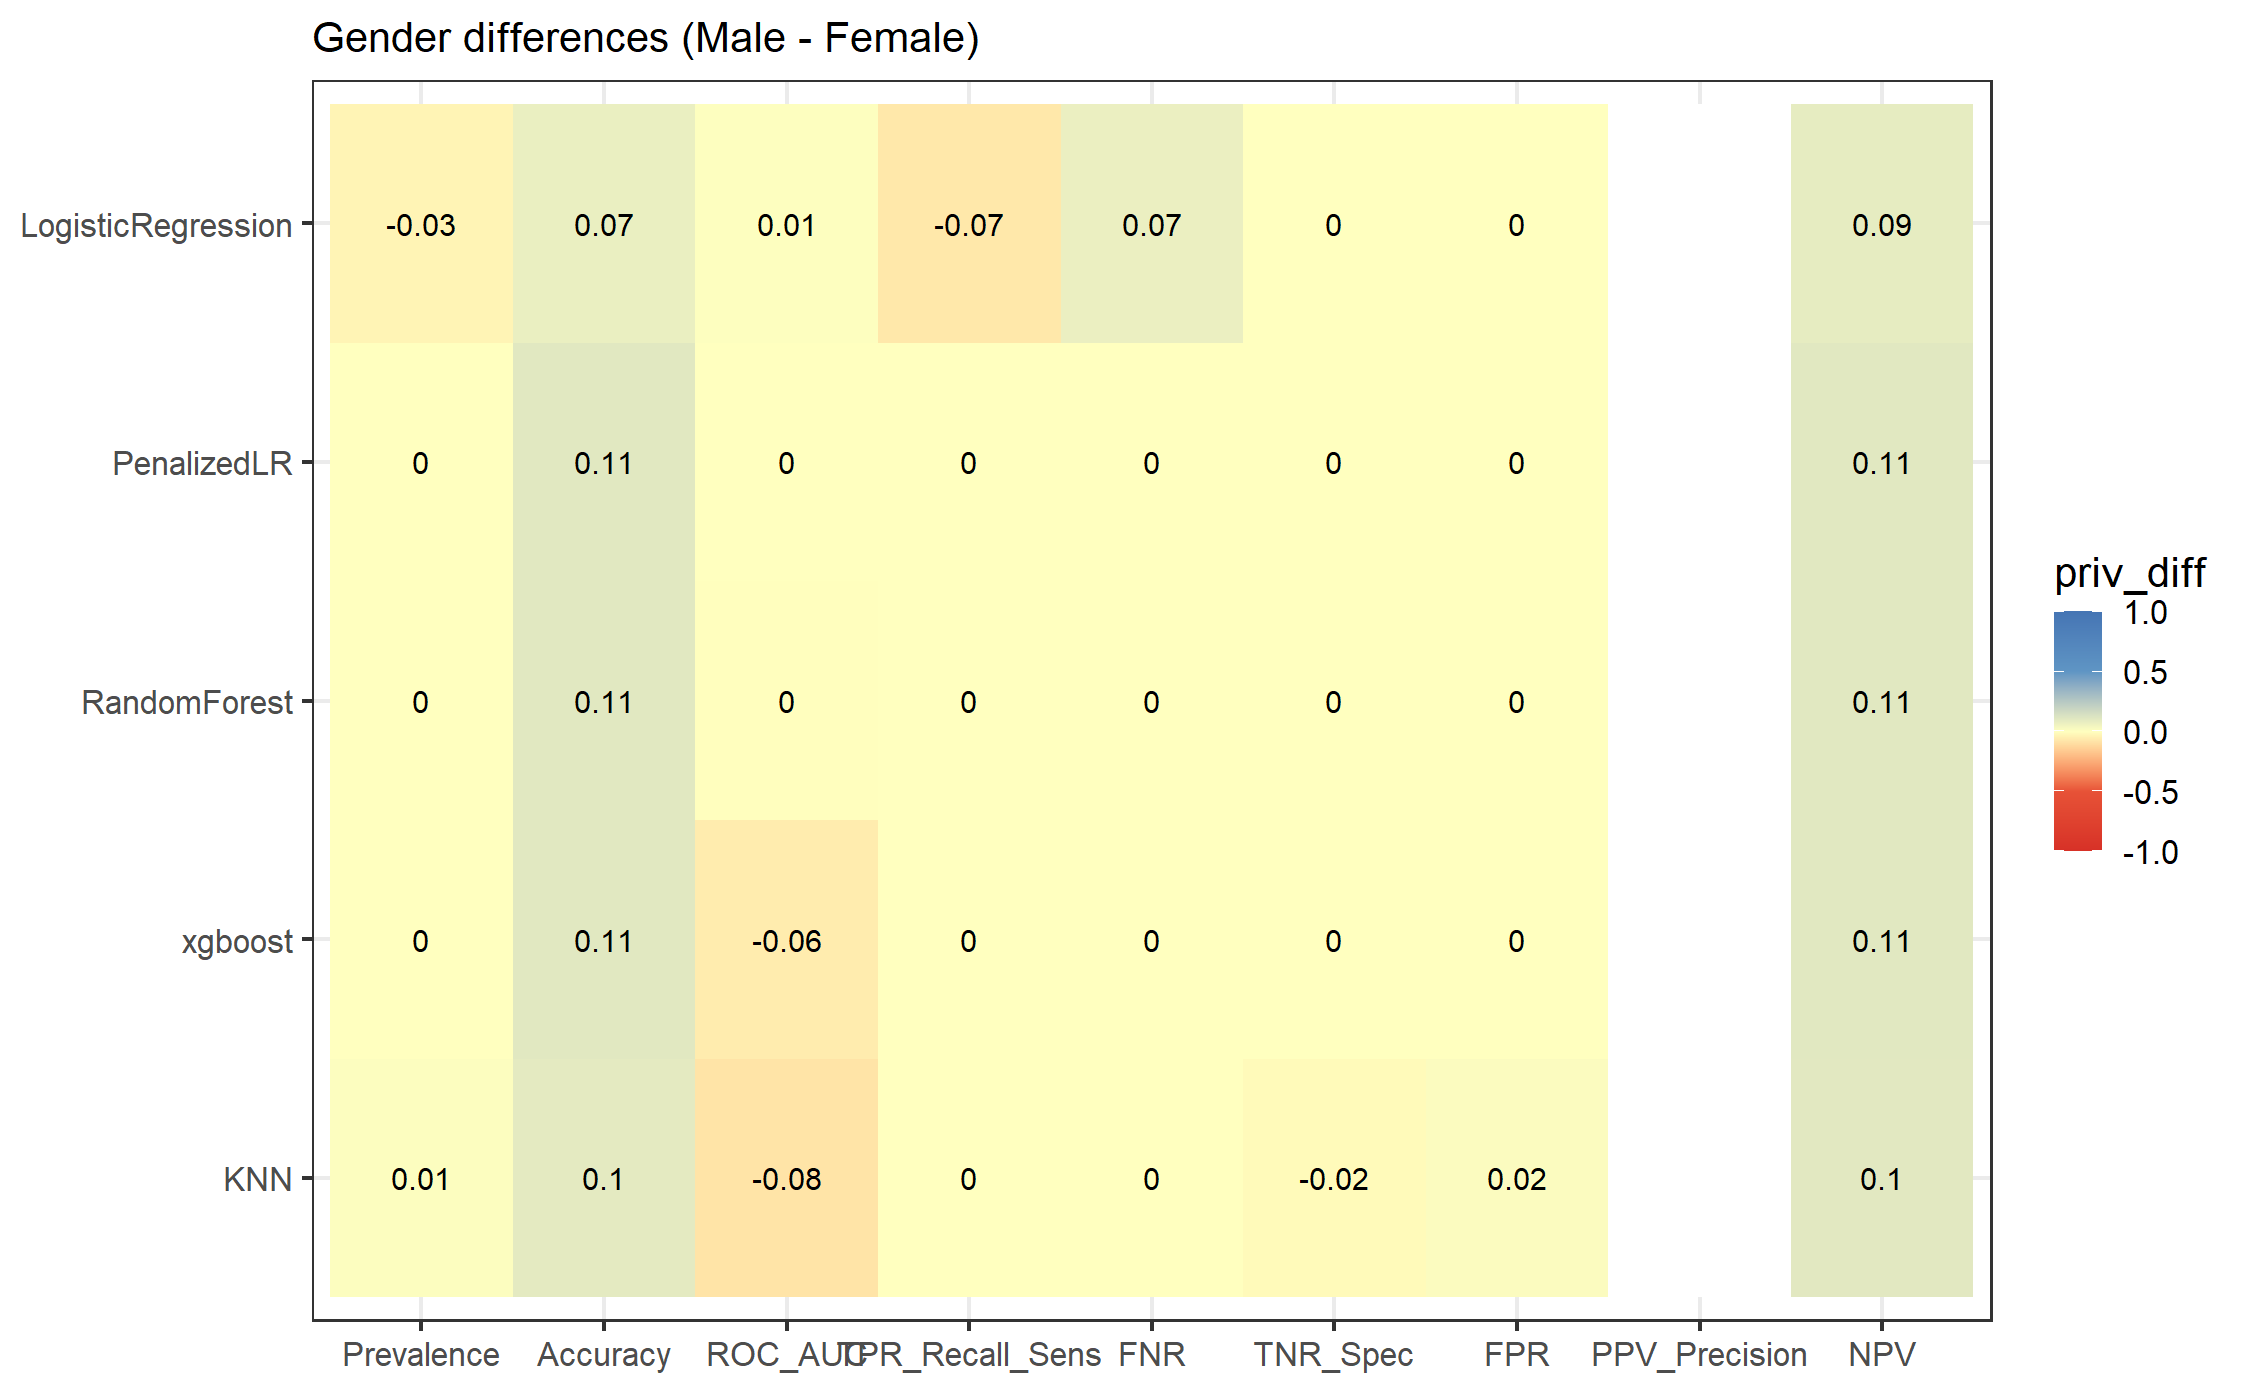 Gender differences (Male - Female)
LogisticRegression -0.03 0.07 0.01 -0.07 0.07 0 0 0.09
PenalizedLR 0 0.11 0 0 0 0 0 0.11
RandomForest 0 0.11 0 0 0 0 0 0.11
xgboost 0 0.11 -0.06 0 0 0 0 0.11
KNN 0.01 0.1 -0.08 0 0 -0.02 0.02 0.1
Prevalence Accuracy ROC_AUC TPR_Recall_Sens FNR TNR_Spec FPR PPV_Precision NPV
priv_diff
1.0
0.5
0.0
-0.5
-1.0